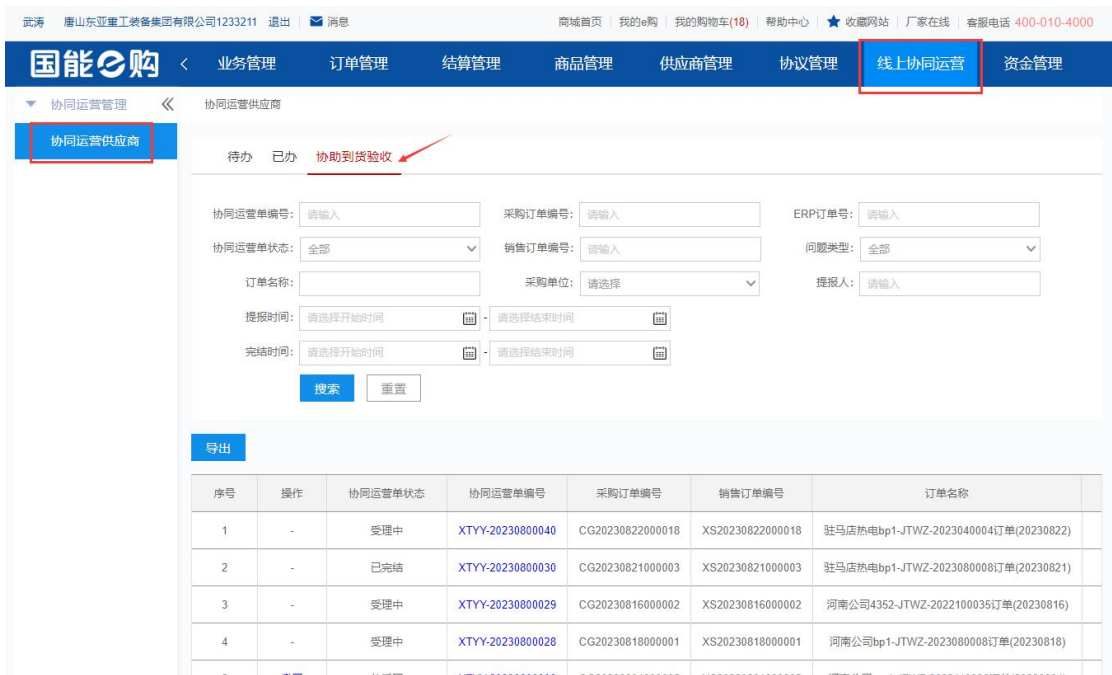 武涛 唐山东亚重工装备集团有限公司1233211 退出 消息 商城首页 我的e购 我的购物车(18) 帮助中心 收藏网站 厂家在线 客服电话 400-010-4000
国能e购 < 业务管理 订单管理 结算管理 商品管理 供应商管理 协议管理 线上协同运营 资金管理
协同运营管理 协同运营供应商
协同运营供应商
待办 已办 协助到货验收
协同运营单编号: 请输入 采购订单编号: 请输入 ERP订单号: 请输入
协同运营单状态: 全部 销售订单编号: 请输入 问题类型: 全部
订单名称: 采购单位: 请选择 提报人: 请输入
提报时间: 请选择开始时间 - 请选择结束时间
完结时间: 请选择开始时间 - 请选择结束时间
搜索 重置
导出
序号 操作 协同运营单状态 协同运营单编号 采购订单编号 销售订单编号 订单名称
1 - 受理中 XTYY-20230800040 CG20230822000018 XS20230822000018 驻马店热电bp1-JTWZ-2023040004订单(20230822)
2 - 已完结 XTYY-20230800030 CG20230821000003 XS20230821000003 驻马店热电bp1-JTWZ-2023080008订单(20230821)
3 - 受理中 XTYY-20230800029 CG20230816000002 XS20230816000002 河南公司4352-JTWZ-2022100035订单(20230816)
4 - 受理中 XTYY-20230800028 CG20230818000001 XS20230818000001 河南公司bp1-JTWZ-2023080008订单(20230818)